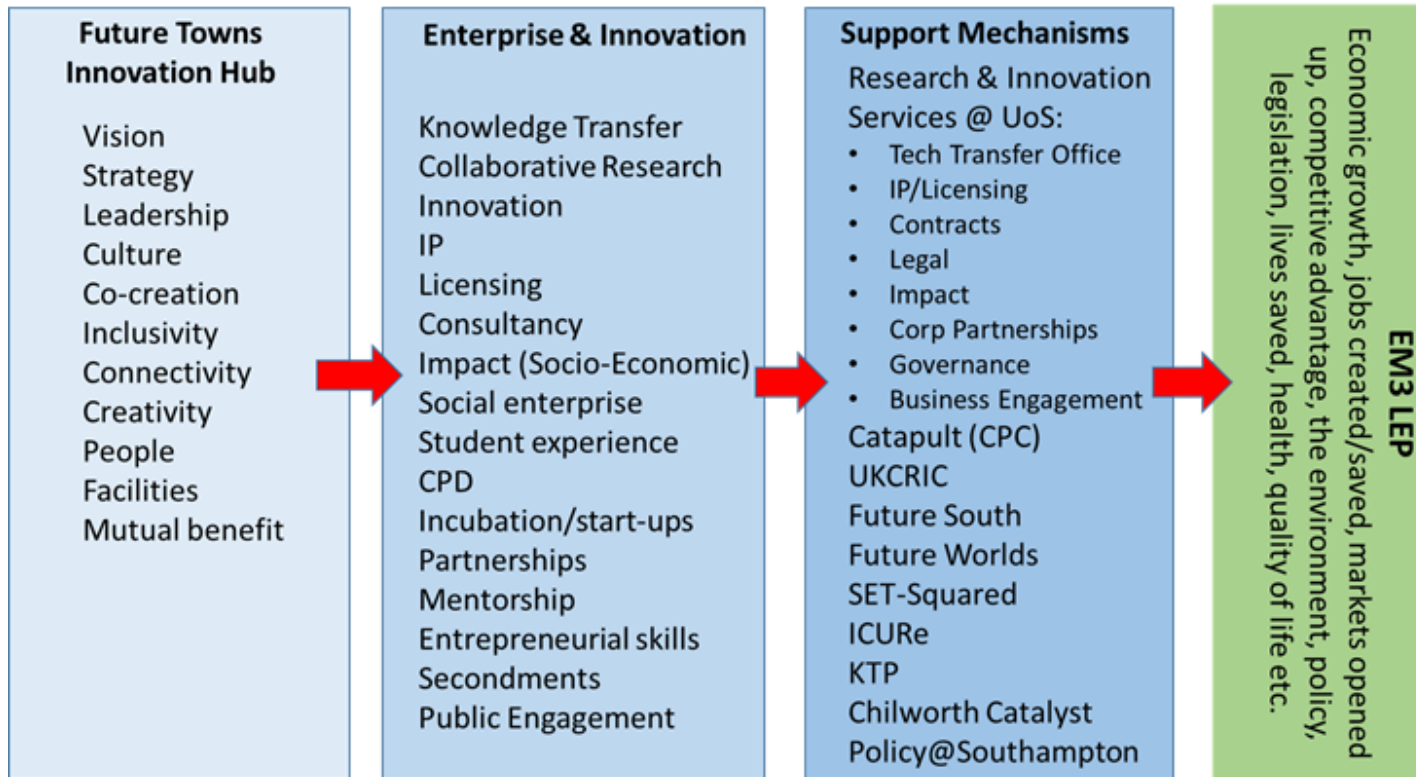 Future Towns
Innovation Hub
Vision
Strategy
Leadership
Culture
Co-creation
Inclusivity
Connectivity
Creativity
People
Facilities
Mutual benefit
Enterprise & Innovation
Knowledge Transfer
Collaborative Research
Innovation
IP
Licensing
Consultancy
Impact (Socio-Economic)
Social enterprise
Student experience
CPD
Incubation/start-ups
Partnerships
Mentorship
Entrepreneurial skills
Secondments
Public Engagement
Support Mechanisms
Research & Innovation
Services @ UoS:
• Tech Transfer Office
• IP/Licensing
• Contracts
• Legal
• Impact
• Corp Partnerships
• Governance
• Business Engagement
Catapult (CPC)
UKCRIC
Future South
Future Worlds
SET-Squared
ICURe
KTP
Chilworth Catalyst
Policy@Southampton
EM3 LEP
Economic growth, jobs created/saved, markets opened
up, competitive advantage, the environment, policy,
legislation, lives saved, health, quality of life etc.